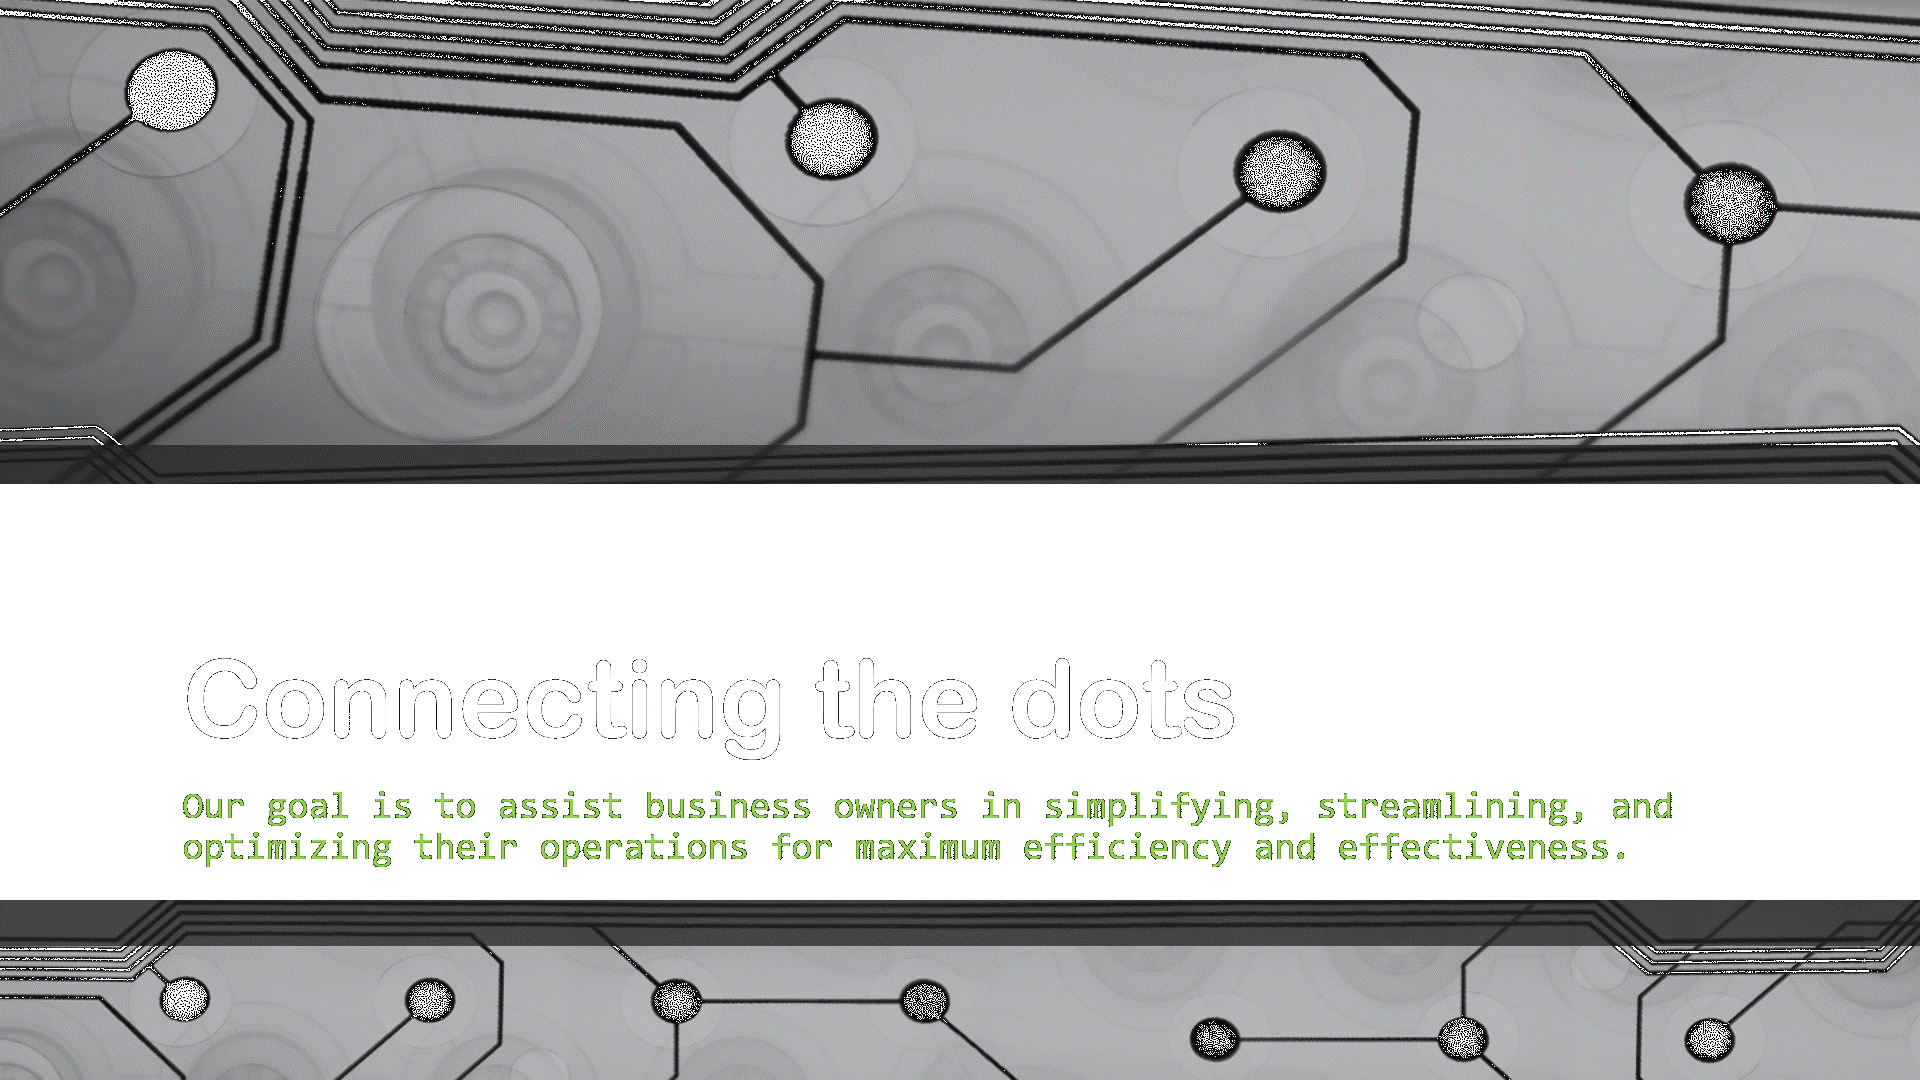 Connecting the dots
Our goal is to assist business owners in simplifying, streamlining, and
optimizing their operations for maximum efficiency and effectiveness.